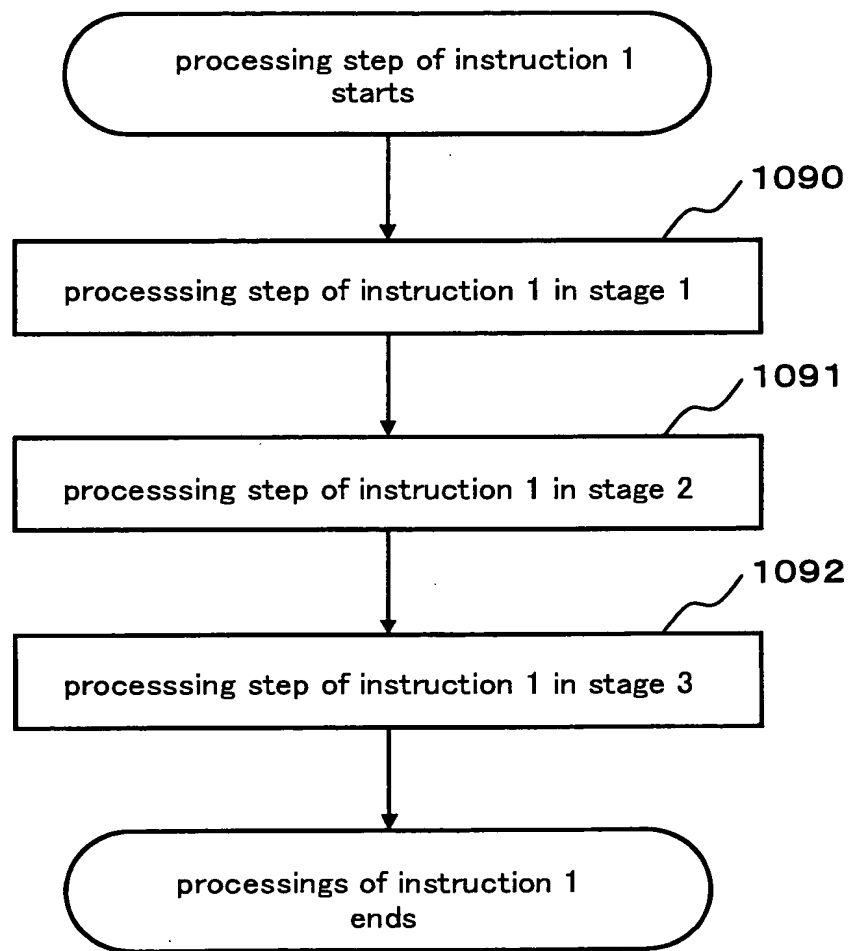 processing step of instruction 1
starts
1090
processsing step of instruction 1 in stage 1
1091
processsing step of instruction 1 in stage 2
1092
processsing step of instruction 1 in stage 3
processings of instruction 1
ends